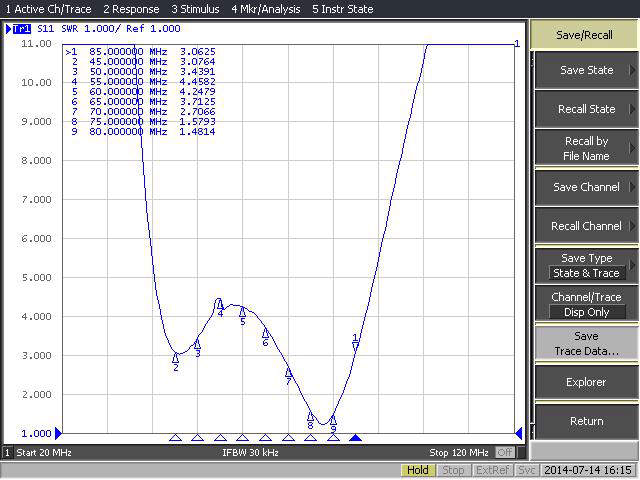 1 Active Ch/Trace  2 Response  3 Stimulus  4 Mkr/Analysis  5 Instr State
Tr1 S11 SWR 1.000/ Ref 1.000
11.00
10.00
9.000
8.000
7.000
6.000
5.000
4.000
3.000
2.000
1.000
>1 85.000000 MHz 3.0625
2 45.000000 MHz 3.0764
3 50.000000 MHz 3.4391
4 55.000000 MHz 4.4582
5 60.000000 MHz 4.2479
6 65.000000 MHz 3.7125
7 70.000000 MHz 2.7066
8 75.000000 MHz 1.5793
9 80.000000 MHz 1.4814
1
2
3
4
5
6
7
8
9
1
1 Start 20 MHz IFBW 30 kHz Stop 120 MHz Off
Save/Recall
Save State
Recall State
Recall by
File Name
Save Channel
Recall Channel
Save Type
State & Trace
Channel/Trace
Disp Only
Save
Trace Data...
Explorer
Return
Hold Stop ExtRef Svc 2014-07-14 16:15